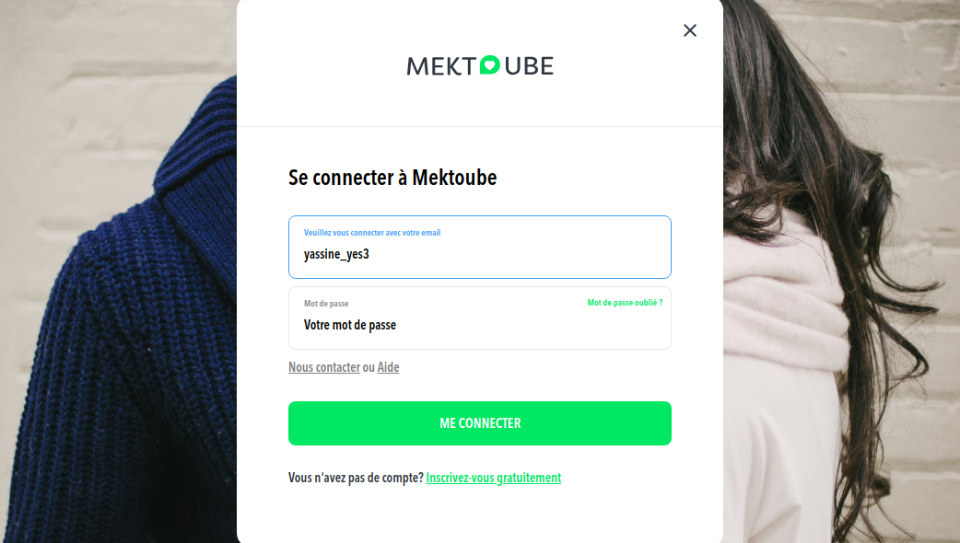 MEKTOUBE
Se connecter à Mektoube
Veuillez vous connecter avec votre email
yassine_yes3
Mot de passe
Mot de passe oublié ?
Votre mot de passe
Nous contacter ou Aide
ME CONNECTER
Vous n'avez pas de compte? Inscrivez-vous gratuitement